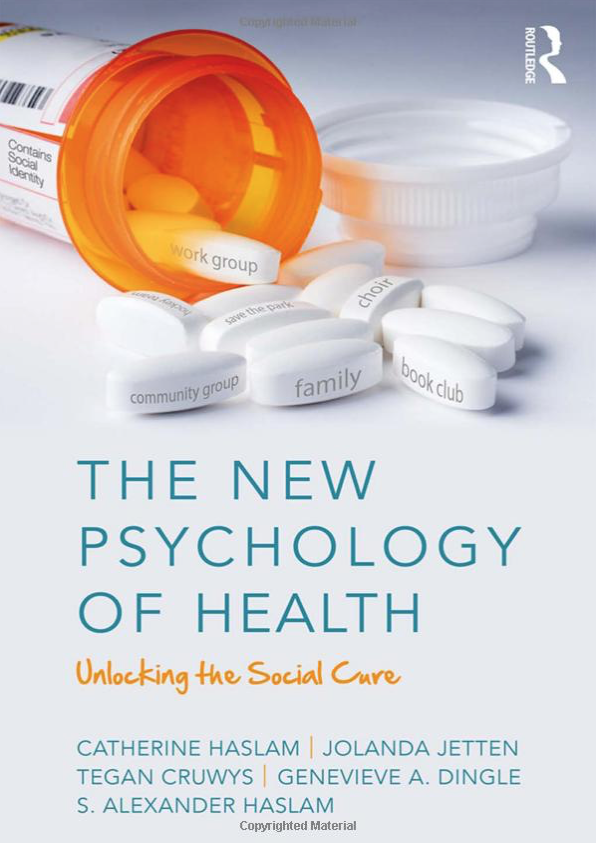 Copyrighted Material
ROUTLEDGE
Contains
Social
Identity
work group
hockey team
save the park
choir
community group
family
book club
THE NEW
PSYCHOLOGY
OF HEALTH
Unlocking the Social Cure
CATHERINE HASLAM | JOLANDA JETTEN
TEGAN CRUWYS | GENEVIEVE A. DINGLE
S. ALEXANDER HASLAM
Copyrighted Material